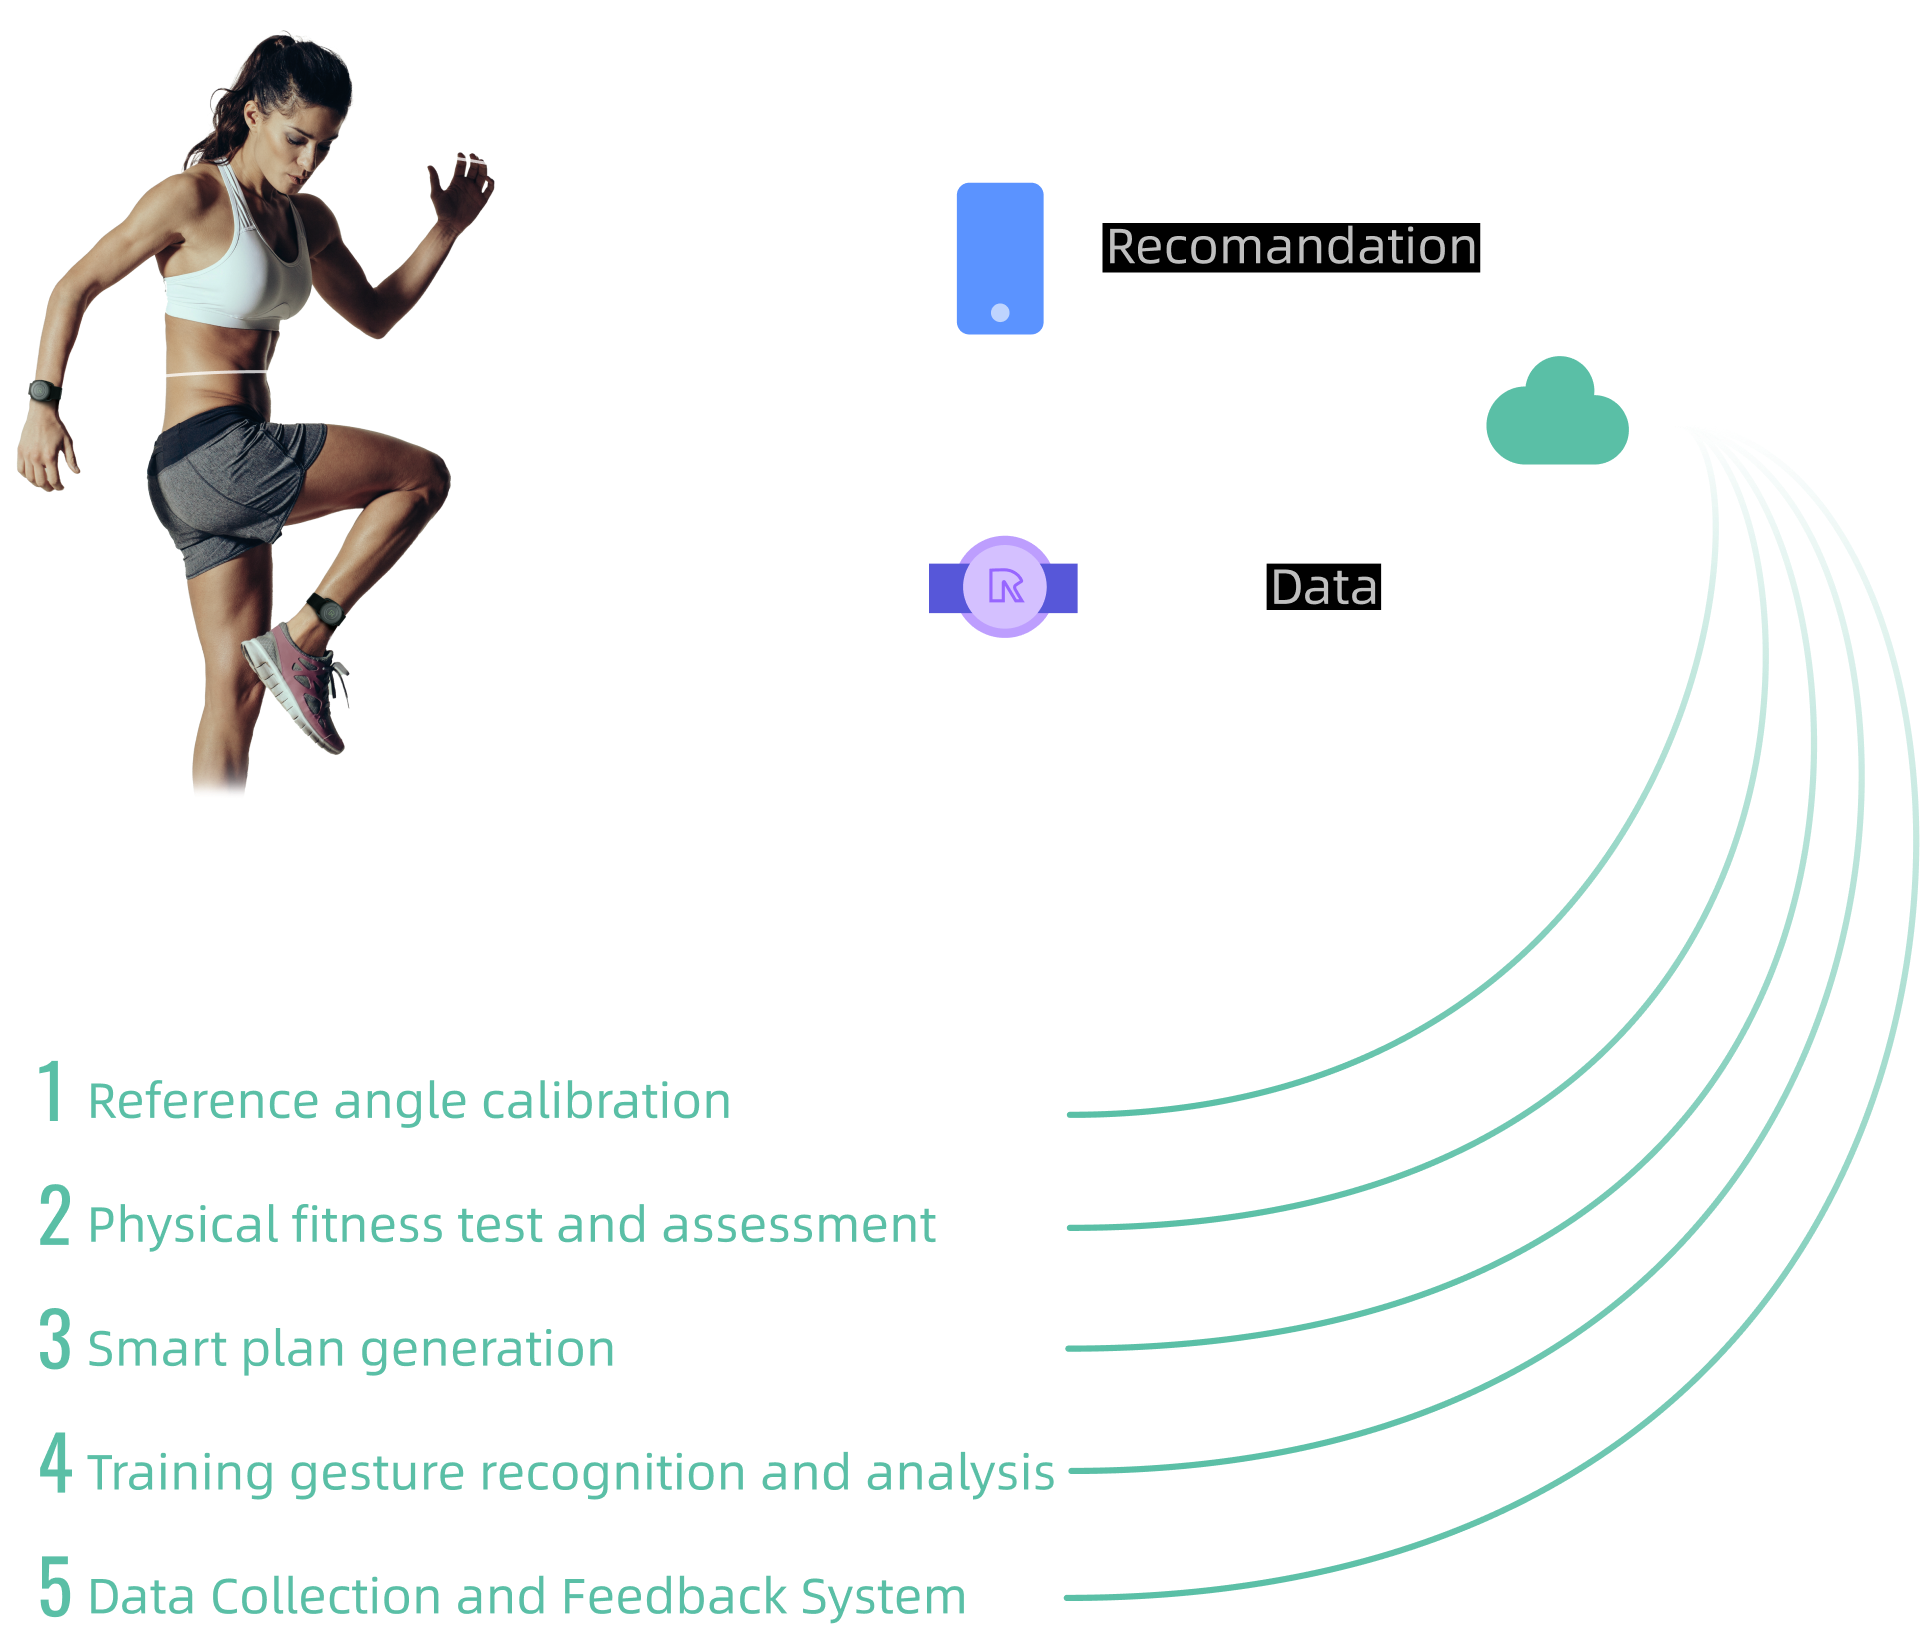 Recomandation
R
Data
1 Reference angle calibration
2 Physical fitness test and assessment
3 Smart plan generation
4 Training gesture recognition and analysis
5 Data Collection and Feedback System